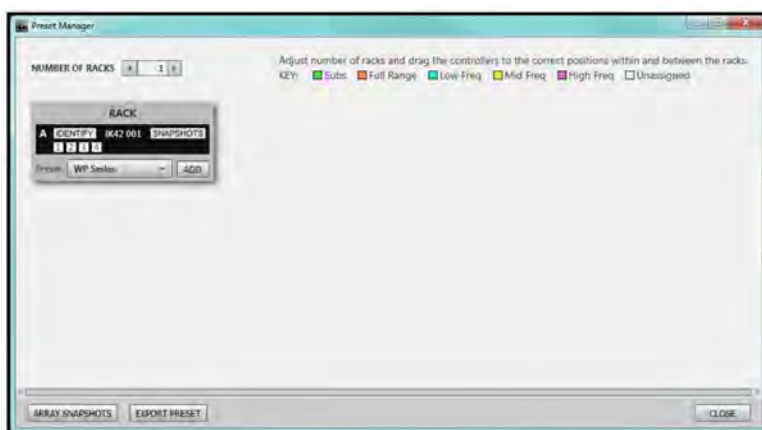 Preset Manager
NUMBER OF RACKS 1
Adjust number of racks and drag the controllers to the correct positions within and between the racks.
KEY: Subs Full Range Low Freq Mid Freq High Freq Unassigned
RACK
A IDENTIFY IK42 001 SNAPSHOTS
1 2 3 4
Preset WP Series ADD
ARRAY SNAPSHOTS EXPORT PRESET CLOSE